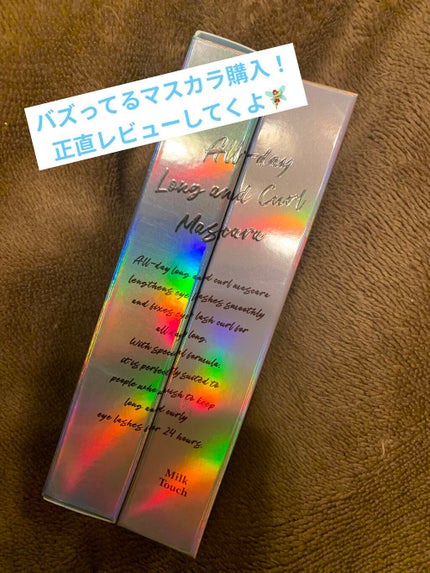 バズってるマスカラ購入！
正直レビューしてくよ🧚
All-day
Long and Curl
Mascara
All-day long and curl mascara
lengthens eye lashes smoothly
and fixes eye lash curl for
all day long.
With special formula,
it is perfectly suited to
people who wish to keep
long and curly
eye lashes for 24 hours.
Milk
Touch